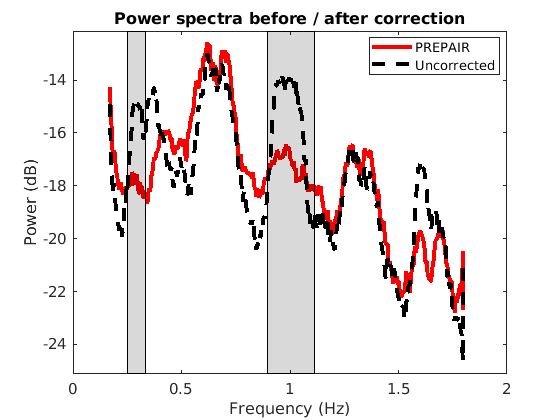 Power spectra before / after correction
PREPAIR
Uncorrected
Power (dB)
-14
-16
-18
-20
-22
-24
0
0.5
1
1.5
2
Frequency (Hz)